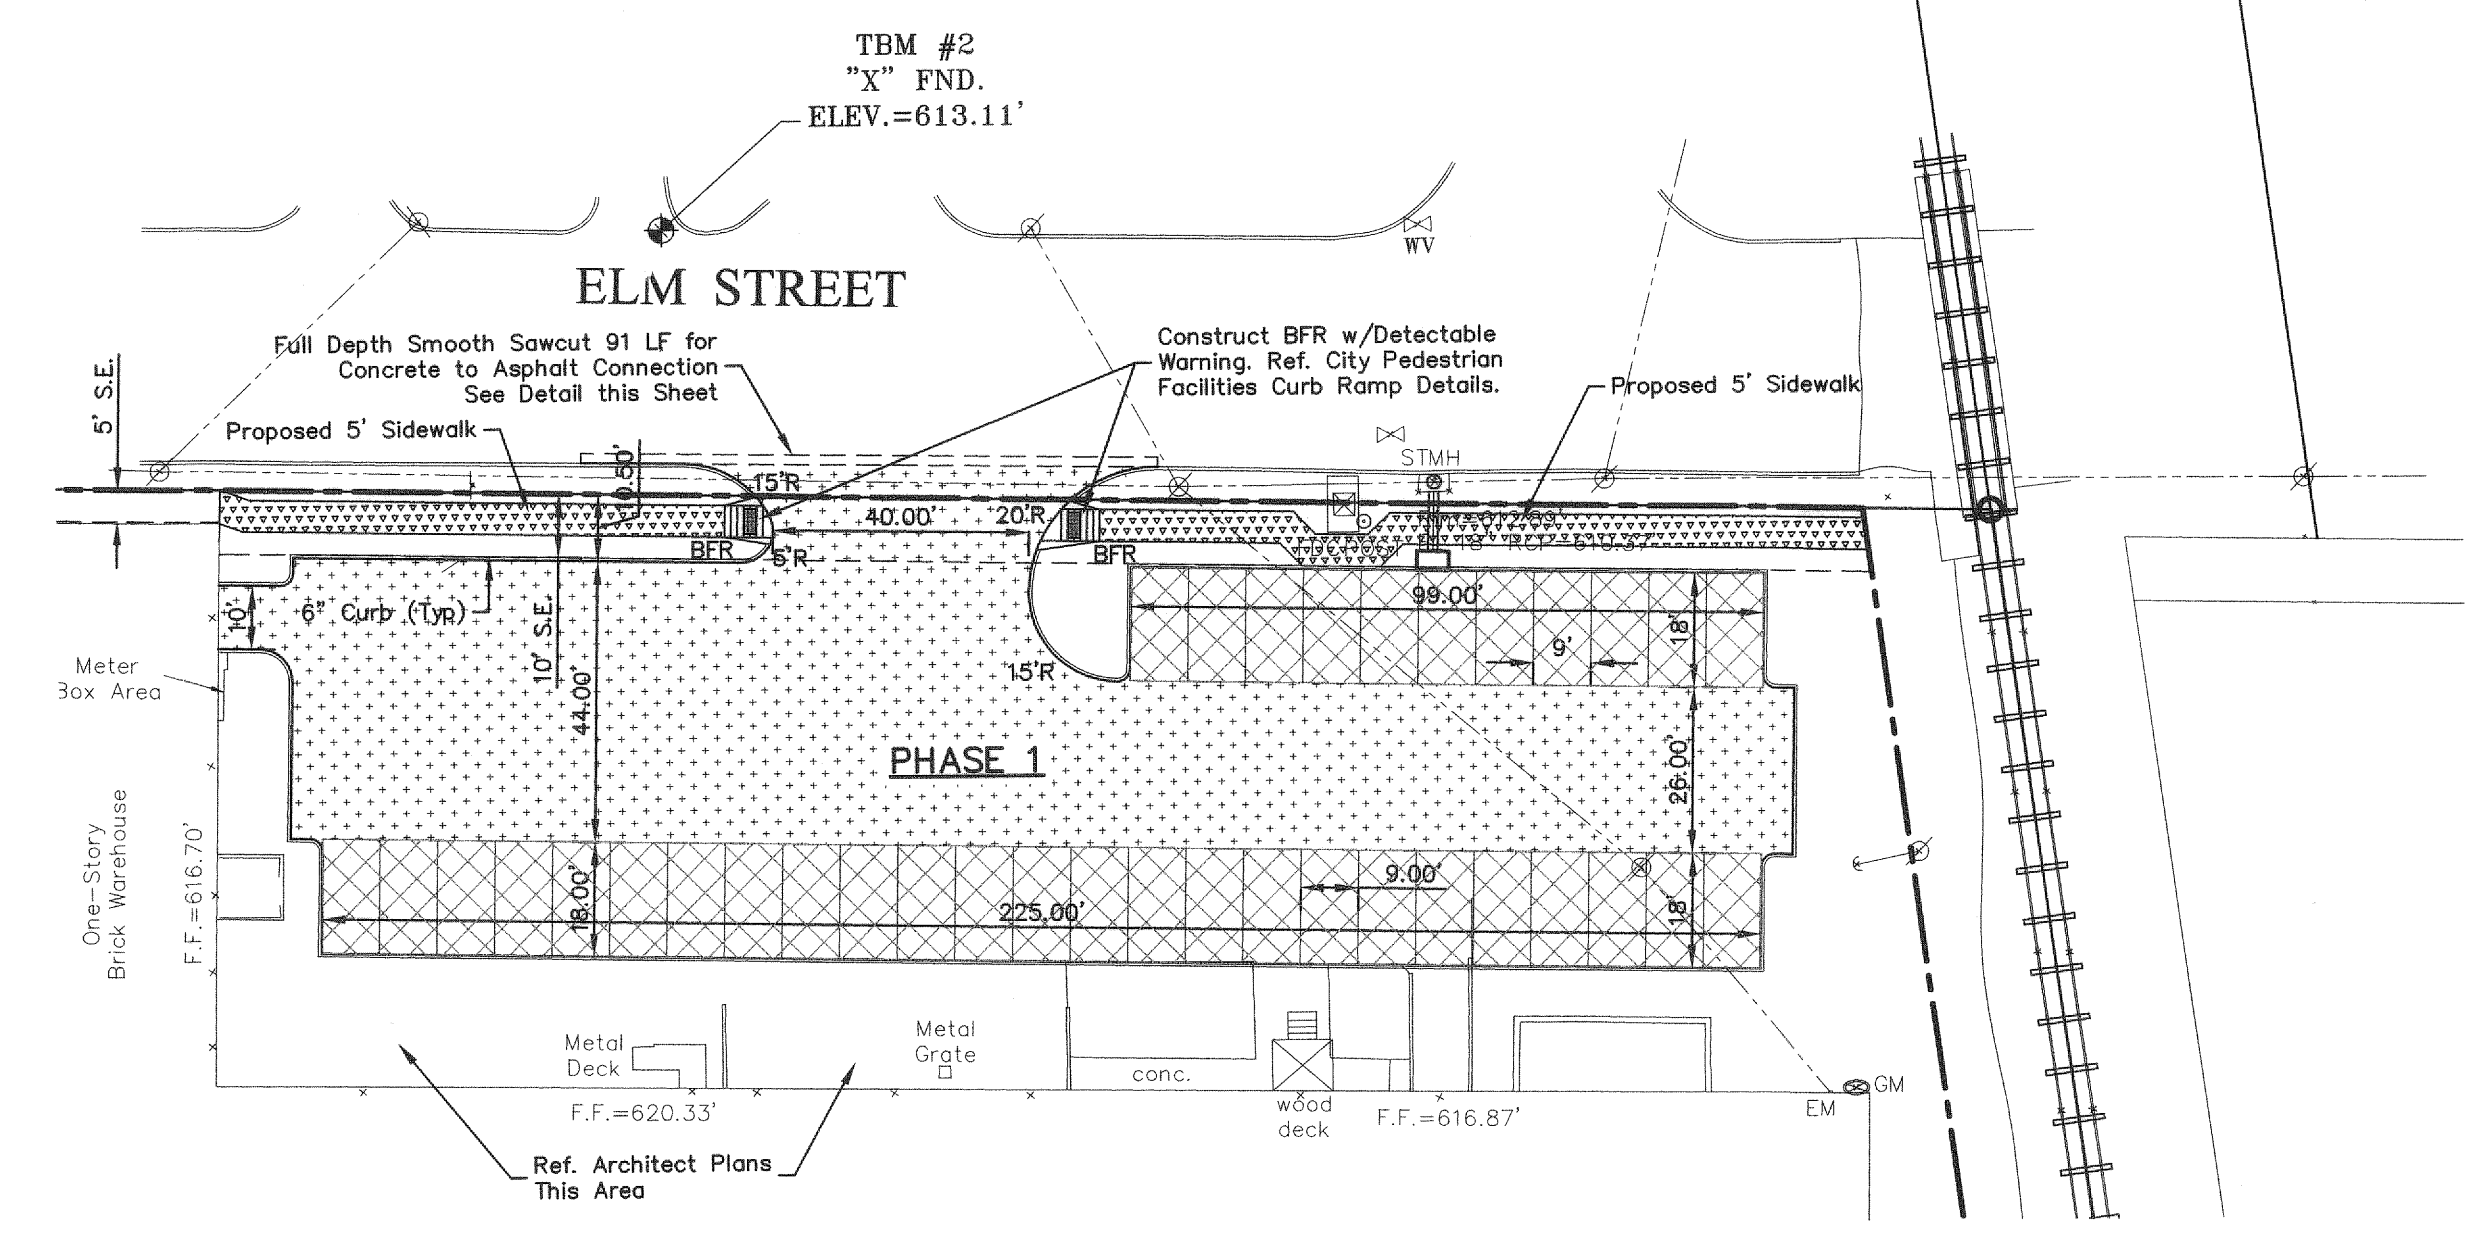 TBM #2
"X" FND.
ELEV.=613.11'
WV
ELM STREET
Full Depth Smooth Sawcut 91 LF for
Concrete to Asphalt Connection
See Detail this Sheet
Construct BFR w/Detectable
Warning. Ref. City Pedestrian
Facilities Curb Ramp Details.
Proposed 5' Sidewalk
5' S.E.
Proposed 5' Sidewalk
STMH
10.50'
15'R
40.00'
20'R
BFR
5'R
BFR
10'
6" Curb (Typ)
10' S.E.
99.00'
18'
9'
Meter
Box Area
15'R
44.00'
PHASE 1
26.00'
One-Story
Brick Warehouse
F.F.=616.70'
18.00'
9.00'
225.00'
18'
Metal
Deck
Metal
Grate
conc.
F.F.=620.33'
wood
deck
F.F.=616.87'
EM
GM
Ref. Architect Plans
This Area